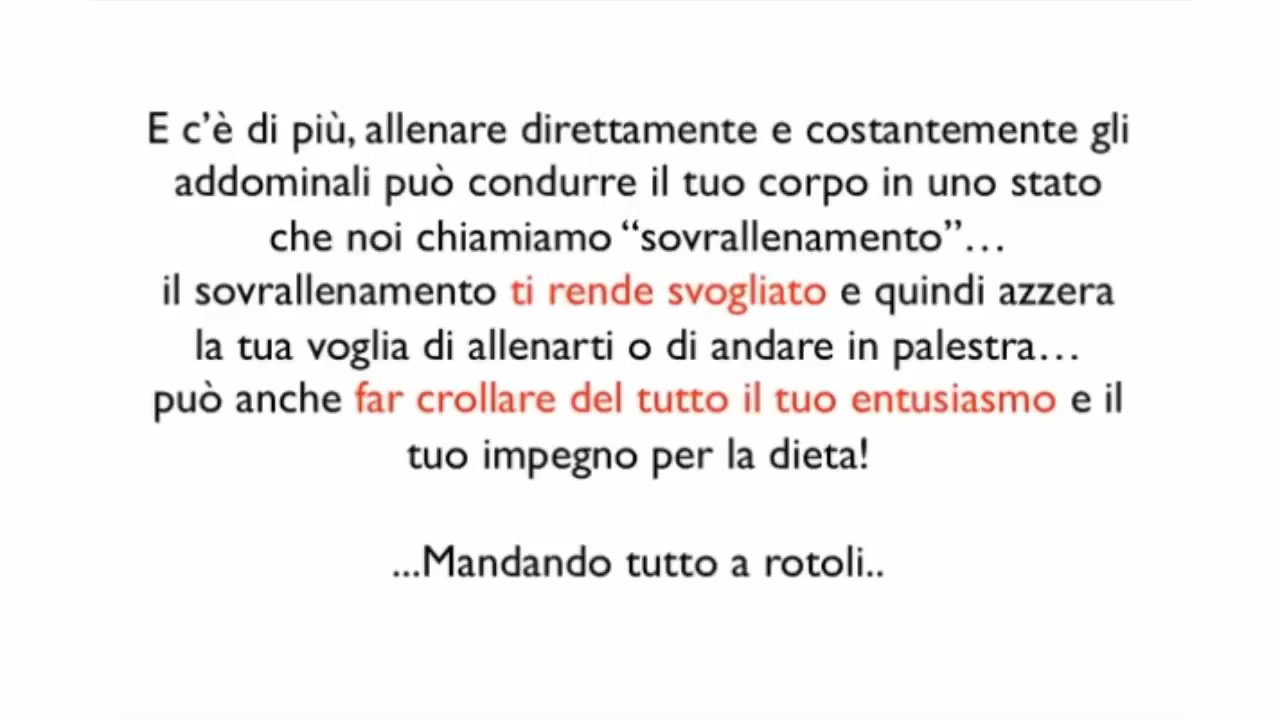 E c’è di più, allenare direttamente e costantemente gli
addominali può condurre il tuo corpo in uno stato
che noi chiamiamo “sovrallenamento”…
il sovrallenamento ti rende svogliato e quindi azzera
la tua voglia di allenarti o di andare in palestra…
può anche far crollare del tutto il tuo entusiasmo e il
tuo impegno per la dieta!
...Mandando tutto a rotoli..